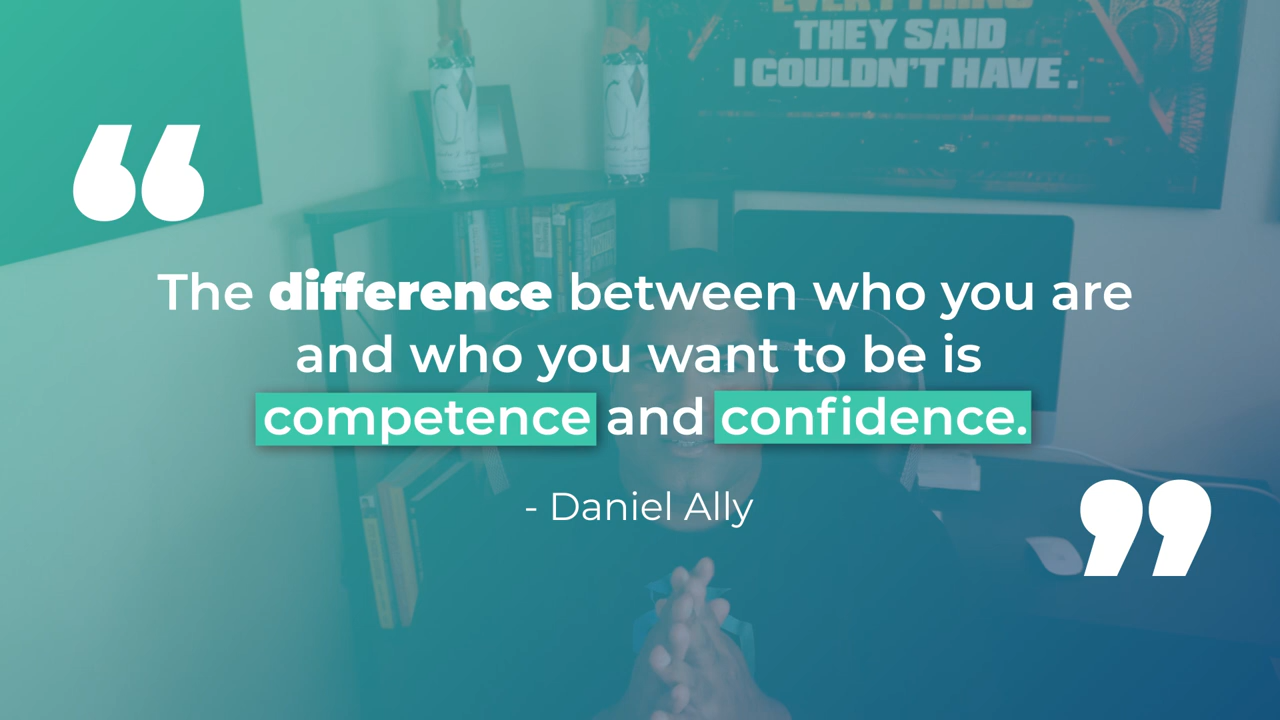 EVERYTHING
THEY SAID
I COULDN'T HAVE.
“
The difference between who you are
and who you want to be is
competence and confidence.
- Daniel Ally
”